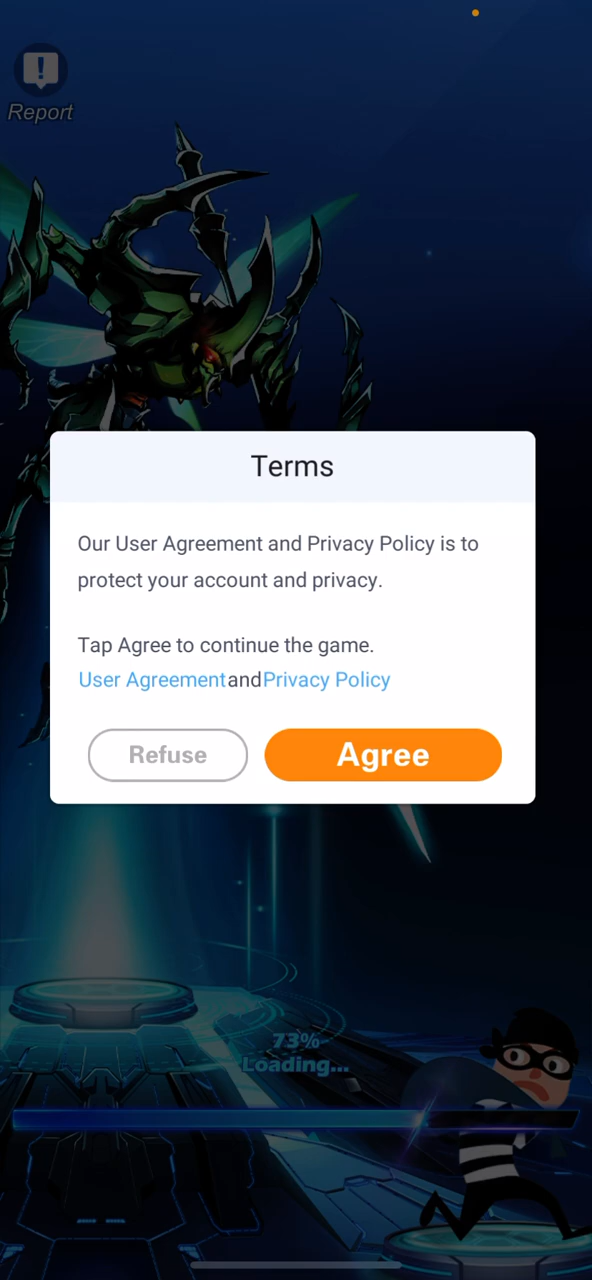 Report
Terms
Our User Agreement and Privacy Policy is to
protect your account and privacy.
Tap Agree to continue the game.
User AgreementandPrivacy Policy
Refuse
Agree
73%
Loading...